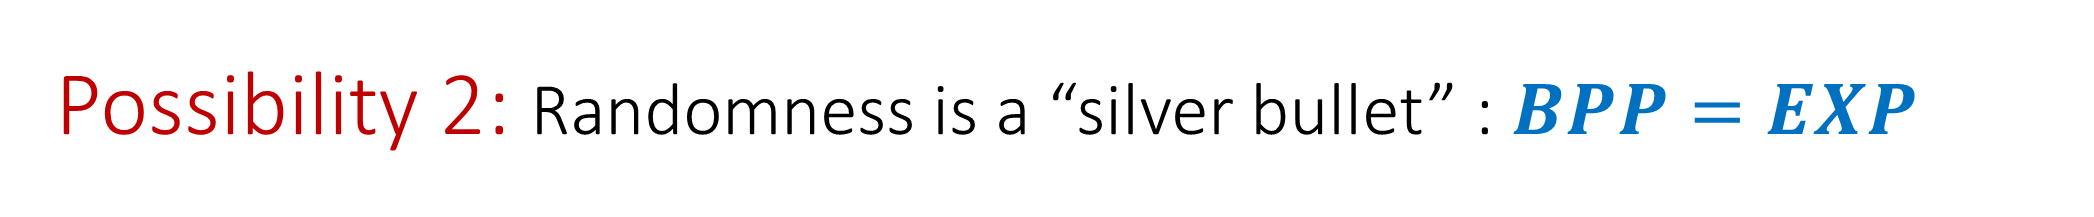 Possibility 2: Randomness is a “silver bullet” : BPP = EXP